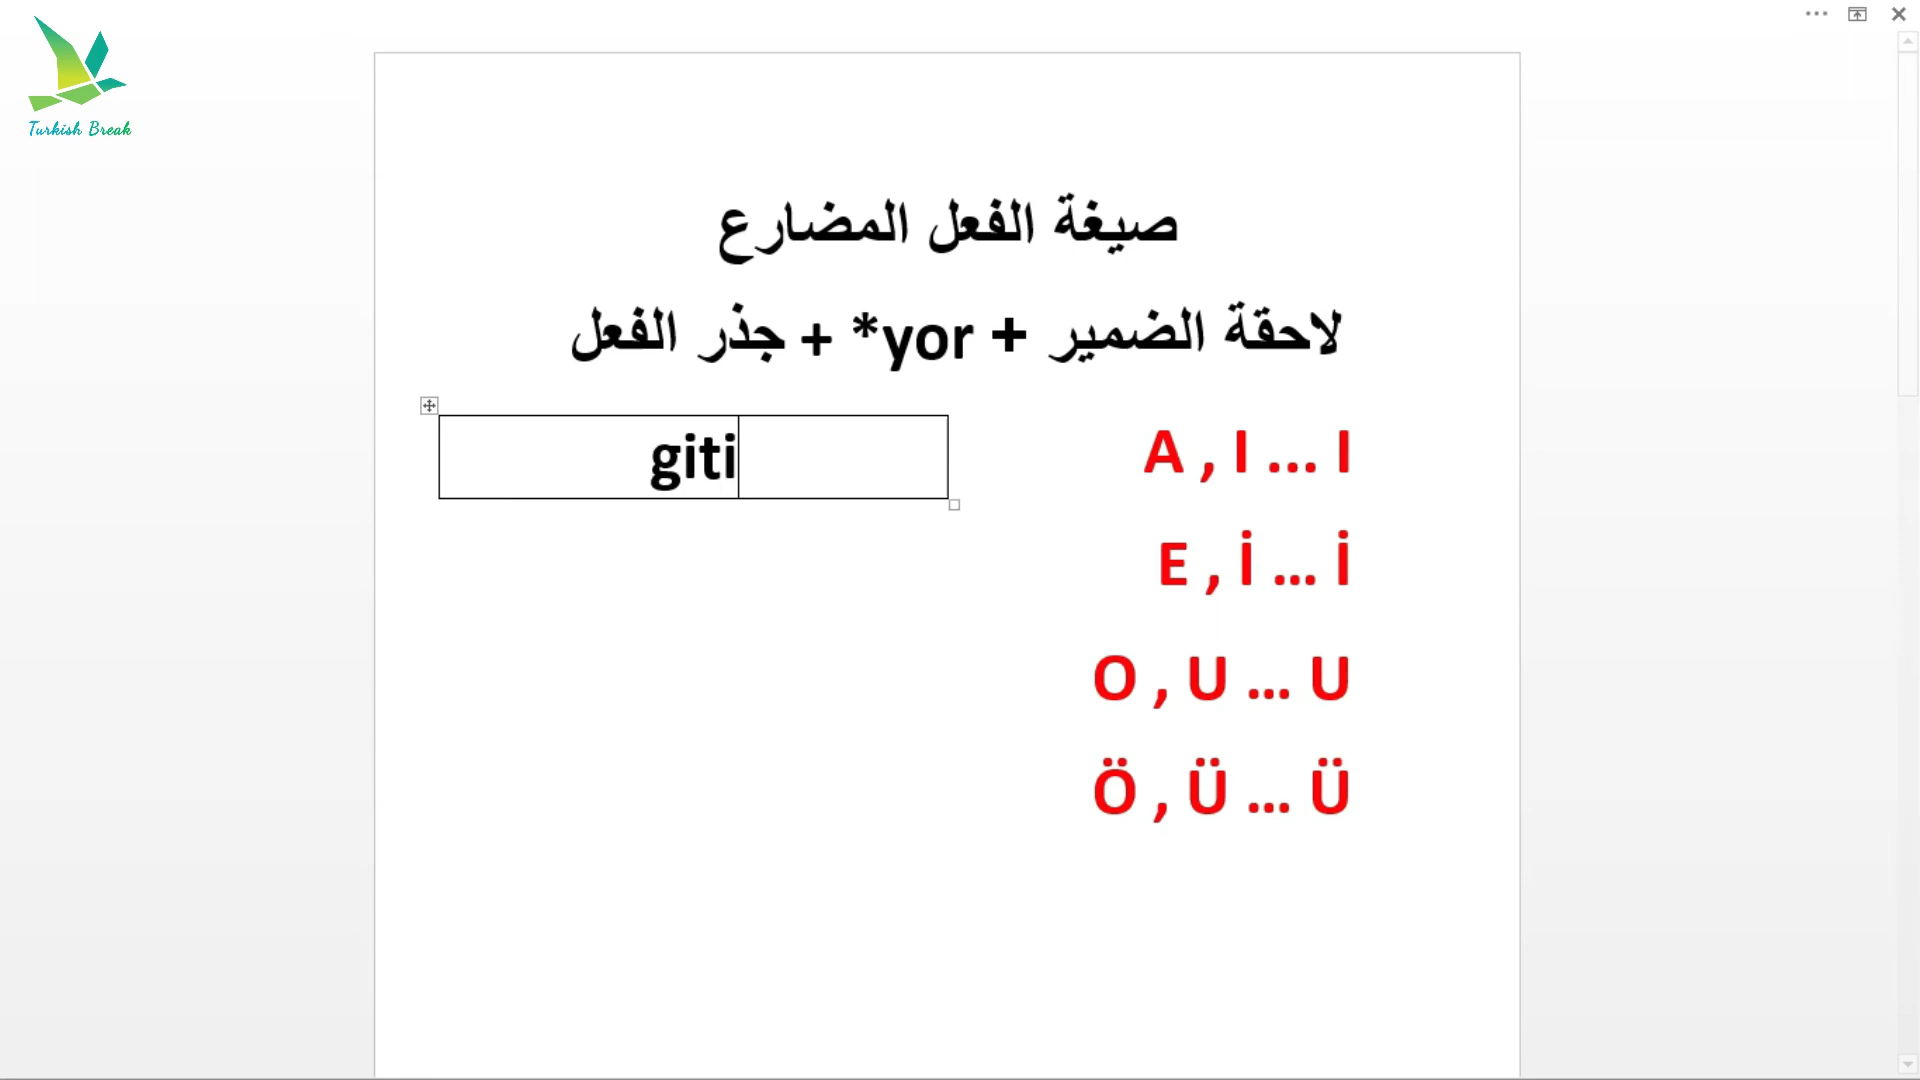 Turkish Break
صيغة الفعل المضارع
لاحقة الضمير + yor* + جذر الفعل
giti
A , I ... I
E , İ ... İ
O , U ... U
Ö , Ü ... Ü